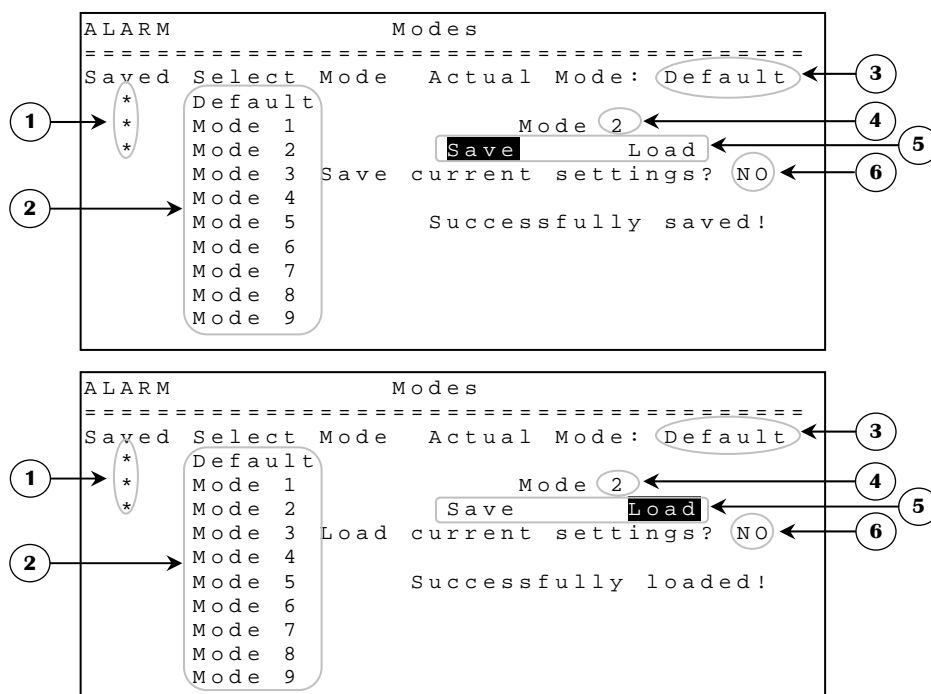 ALARM Modes
========================================
Saved Select Mode Actual Mode: Default 3
* Default
1 * Mode 1 Mode 2 4
* Mode 2 Save Load 5
Mode 3 Save current settings? NO 6
2 Mode 4
Mode 5 Successfully saved!
Mode 6
Mode 7
Mode 8
Mode 9
ALARM Modes
========================================
Saved Select Mode Actual Mode: Default 3
* Default
1 * Mode 1 Mode 2 4
* Mode 2 Save Load 5
Mode 3 Load current settings? NO 6
2 Mode 4
Mode 5 Successfully loaded!
Mode 6
Mode 7
Mode 8
Mode 9